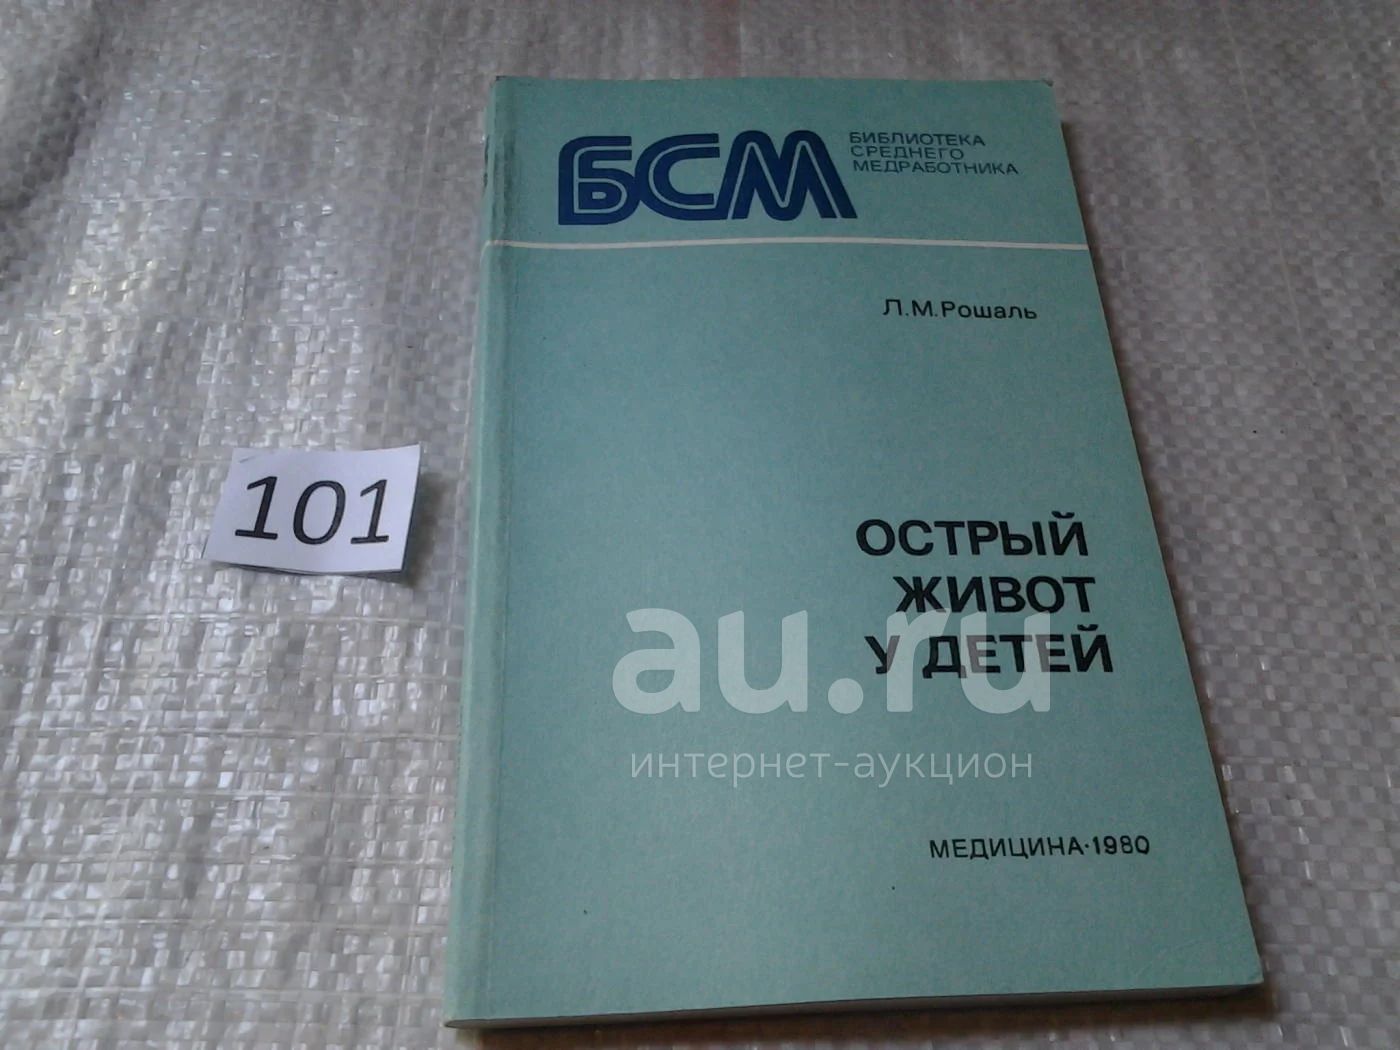 БСМ
БИБЛИОТЕКА
СРЕДНЕГО
МЕДРАБОТНИКА
Л.М.Рошаль
101
ОСТРЫЙ
ЖИВОТ
У ДЕТЕЙ
au.ru
интернет-аукцион
МЕДИЦИНА·1980